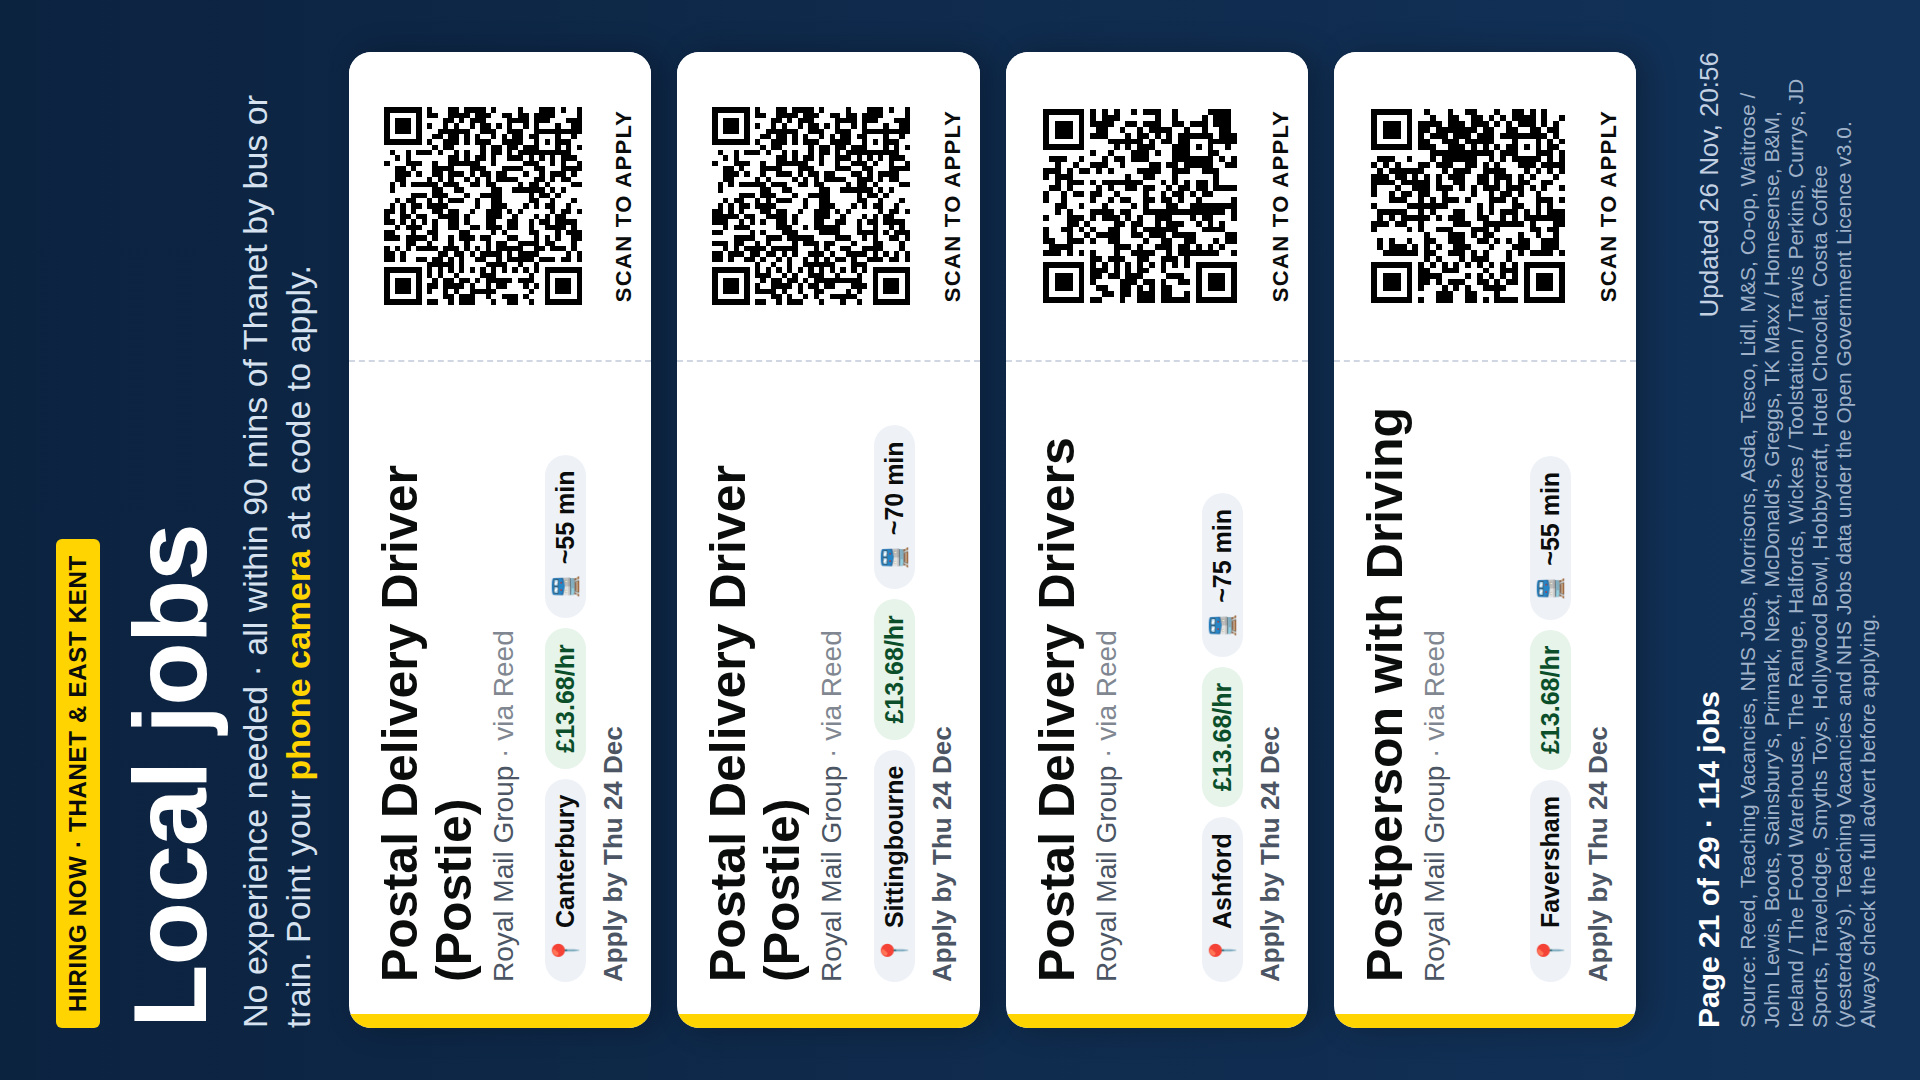 HIRING NOW · THANET & EAST KENT
Local jobs
No experience needed · all within 90 mins of Thanet by bus or
train. Point your phone camera at a code to apply.
Postal Delivery Driver
(Postie)
Royal Mail Group · via Reed
📍 Canterbury £13.68/hr 🚉 ~55 min
Apply by Thu 24 Dec
SCAN TO APPLY
Postal Delivery Driver
(Postie)
Royal Mail Group · via Reed
📍 Sittingbourne £13.68/hr 🚉 ~70 min
Apply by Thu 24 Dec
SCAN TO APPLY
Postal Delivery Drivers
Royal Mail Group · via Reed
📍 Ashford £13.68/hr 🚉 ~75 min
Apply by Thu 24 Dec
SCAN TO APPLY
Postperson with Driving
Royal Mail Group · via Reed
📍 Faversham £13.68/hr 🚉 ~55 min
Apply by Thu 24 Dec
SCAN TO APPLY
Page 21 of 29 · 114 jobs
Updated 26 Nov, 20:56
Source: Reed, Teaching Vacancies, NHS Jobs, Morrisons, Asda, Tesco, Lidl, M&S, Co-op, Waitrose /
John Lewis, Boots, Sainsbury's, Primark, Next, McDonald's, Greggs, TK Maxx / Homesense, B&M,
Iceland / The Food Warehouse, The Range, Halfords, Wickes / Toolstation / Travis Perkins, Currys, JD
Sports, Travelodge, Smyths Toys, Hollywood Bowl, Hobbycraft, Hotel Chocolat, Costa Coffee
(yesterday's). Teaching Vacancies and NHS Jobs data under the Open Government Licence v3.0.
Always check the full advert before applying.